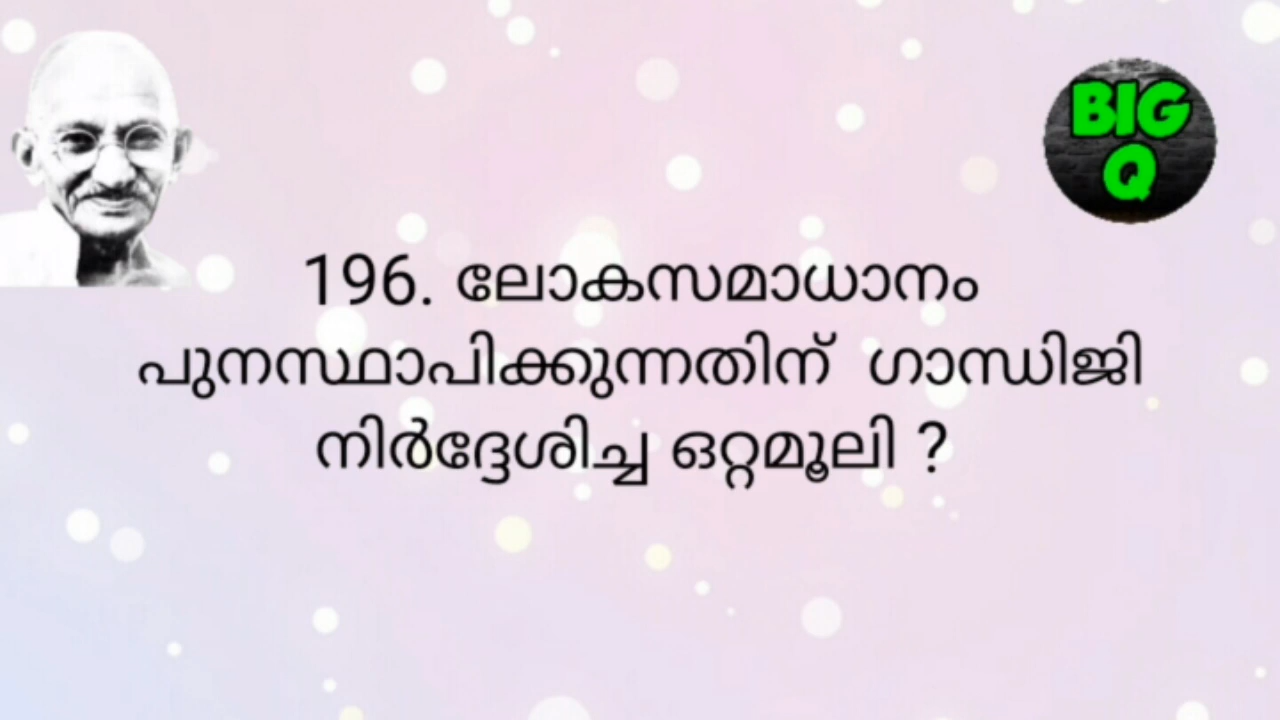 BIG
Q
196. ലോകസമാധാനം
പുനസ്ഥാപിക്കുന്നതിന് ഗാന്ധിജി
നിർദ്ദേശിച്ച ഒറ്റമൂലി ?